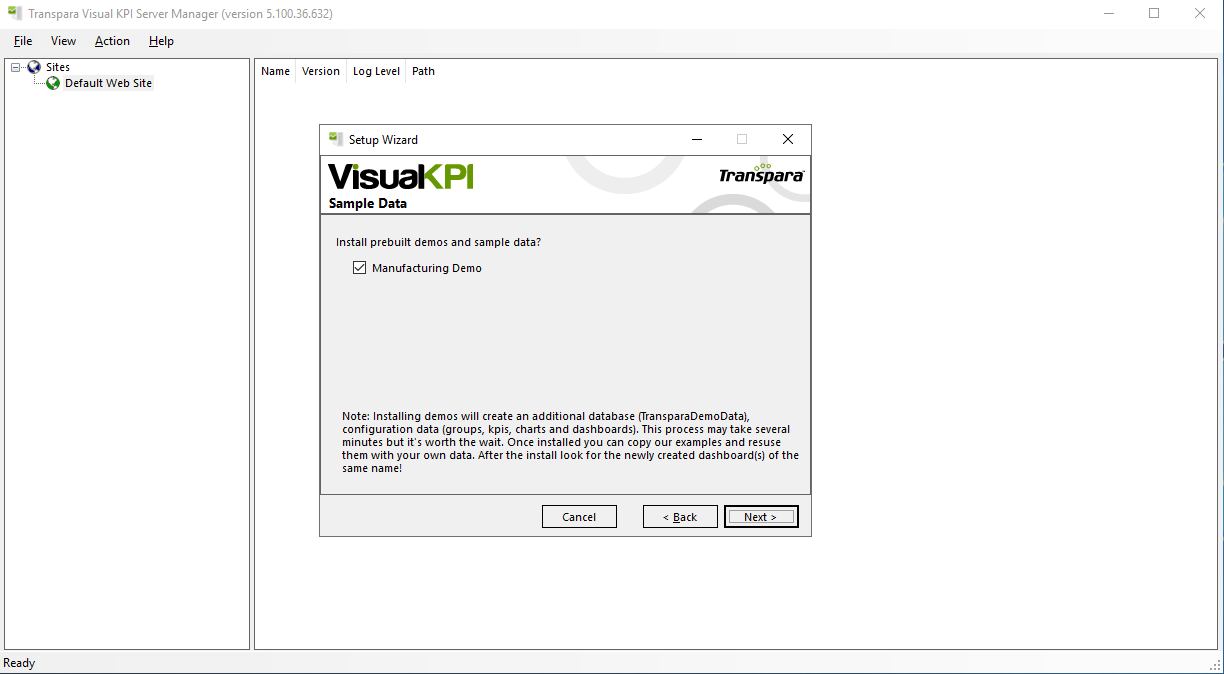 Transpara Visual KPI Server Manager (version 5.100.36.632)
File View Action Help
Sites
Default Web Site
Name Version Log Level Path
Setup Wizard
VisualKPI
Transpara
Sample Data
Install prebuilt demos and sample data?
Manufacturing Demo
Note: Installing demos will create an additional database (TransparaDemoData),
configuration data (groups, kpis, charts and dashboards). This process may take several
minutes but it's worth the wait. Once installed you can copy our examples and resuse
them with your own data. After the install look for the newly created dashboard(s) of the
same name!
Cancel < Back Next >
Ready